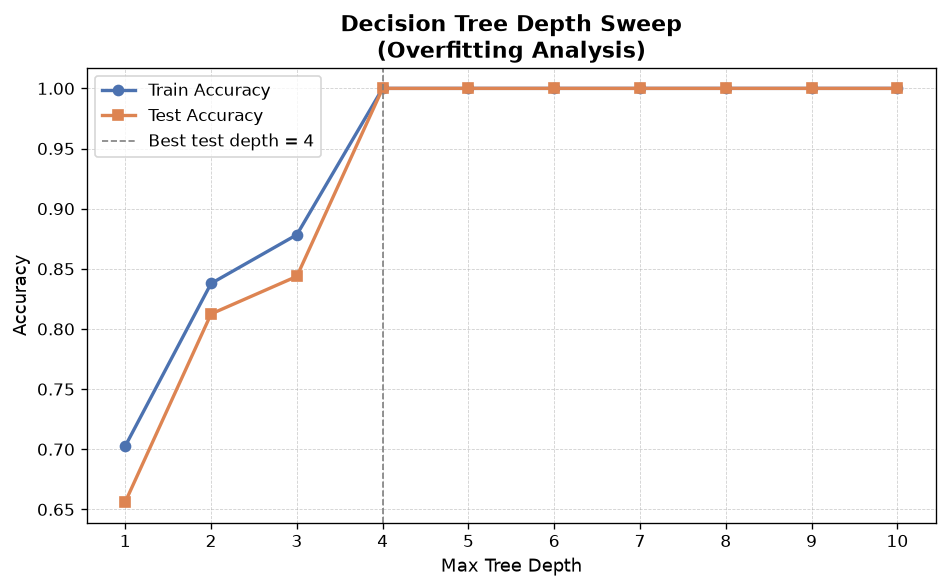 Decision Tree Depth Sweep
(Overfitting Analysis)
Train Accuracy
Test Accuracy
Best test depth = 4
Accuracy
1.00
0.95
0.90
0.85
0.80
0.75
0.70
0.65
1 2 3 4 5 6 7 8 9 10
Max Tree Depth